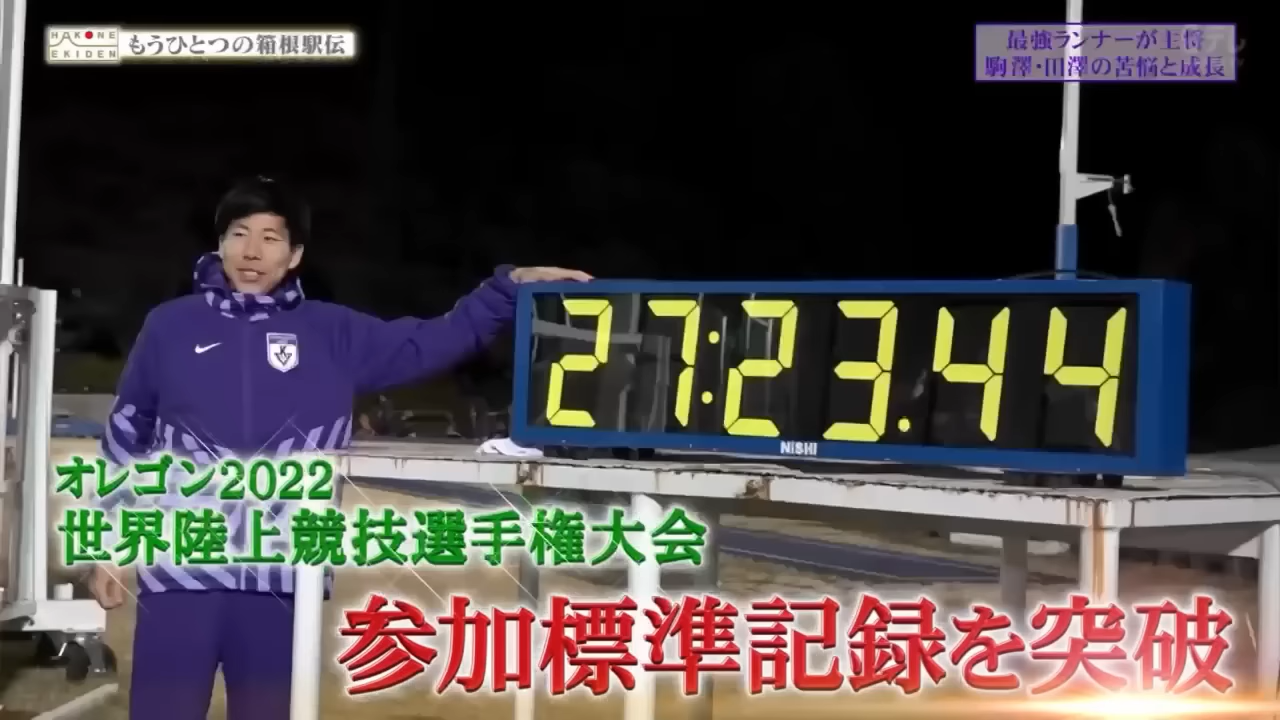 HAKONE
EKIDEN
もうひとつの箱根駅伝
最強ランナーが主将
駒澤・田澤の苦悩と成長
27:23.44
NiSHi
オレゴン2022
世界陸上競技選手権大会
参加標準記録を突破